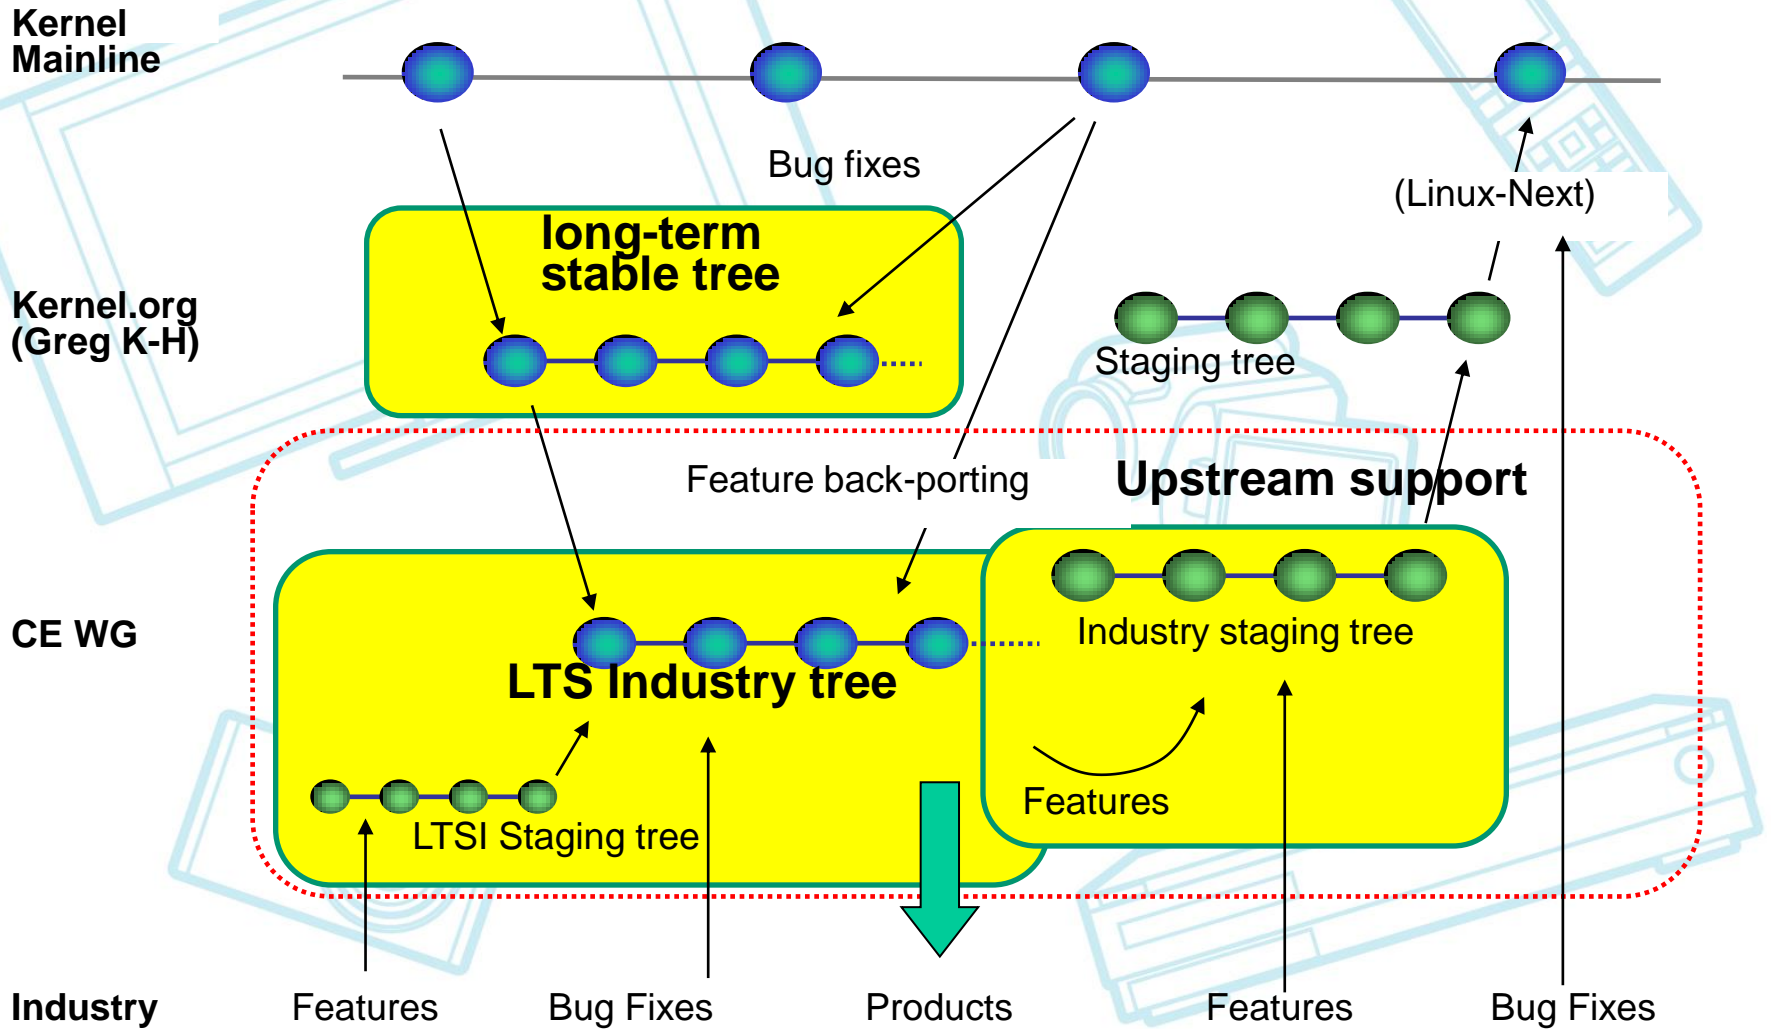 Kernel
Mainline
Bug fixes
(Linux-Next)
long-term
stable tree
Kernel.org
(Greg K-H)
Staging tree
Feature back-porting
Upstream support
CE WG
Industry staging tree
LTS Industry tree
Features
LTSI Staging tree
Industry
Features
Bug Fixes
Products
Features
Bug Fixes